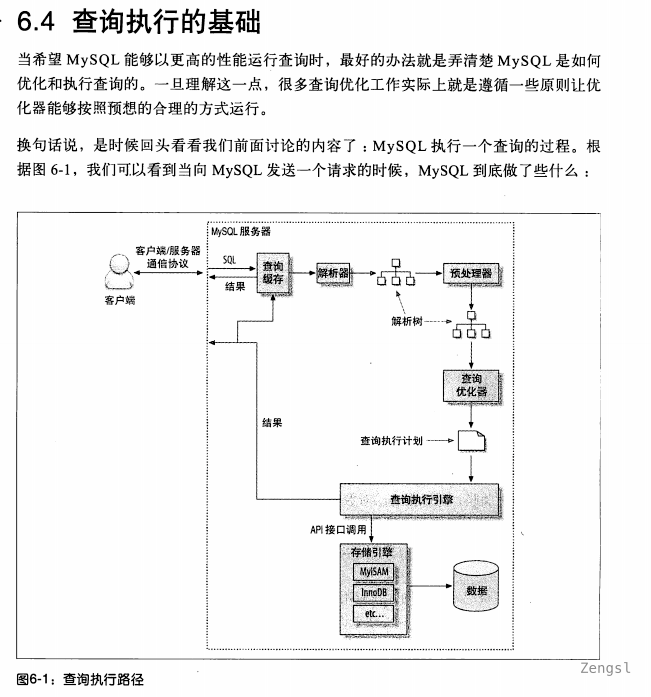 6.4 查询执行的基础
当希望 MySQL 能够以更高的性能运行查询时，最好的办法就是弄清楚 MySQL 是如何
优化和执行查询的。一旦理解这一点，很多查询优化工作实际上就是遵循一些原则让优
化器能够按照预想的合理的方式运行。
换句话说，是时候回头看看我们前面讨论的内容了：MySQL 执行一个查询的过程。根
据图 6-1，我们可以看到当向 MySQL 发送一个请求的时候，MySQL 到底做了些什么：
MySQL 服务器
客户端/服务器
通信协议
客户端
SQL
结果
查询
缓存
解析器
预处理器
解析树
查询
优化器
结果
查询执行计划
查询执行引擎
API 接口调用
存储引擎
MyISAM
InnoDB
etc...
数据
图6-1：查询执行路径
Zengsl